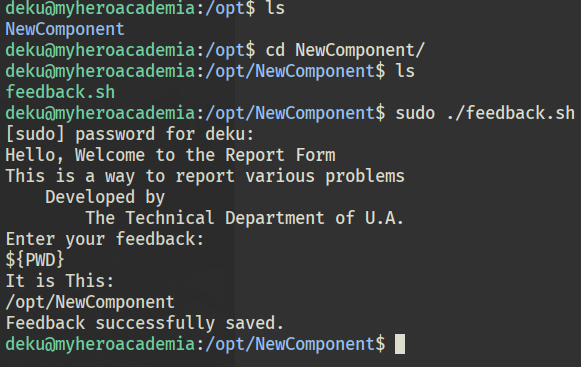 deku@myheroacademia:/opt$ ls
NewComponent
deku@myheroacademia:/opt$ cd NewComponent/
deku@myheroacademia:/opt/NewComponent$ ls
feedback.sh
deku@myheroacademia:/opt/NewComponent$ sudo ./feedback.sh
[sudo] password for deku:
Hello, Welcome to the Report Form
This is a way to report various problems
    Developed by
        The Technical Department of U.A.
Enter your feedback:
${PWD}
It is This:
/opt/NewComponent
Feedback successfully saved.
deku@myheroacademia:/opt/NewComponent$